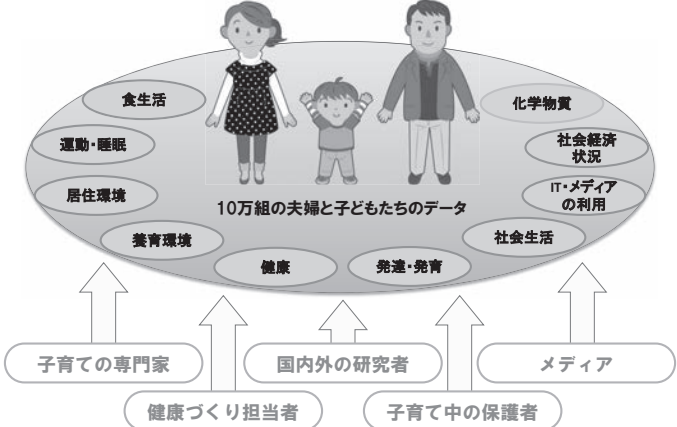 食生活
化学物質
運動・睡眠
社会経済
状況
居住環境
IT・メディア
の利用
10万組の夫婦と子どもたちのデータ
養育環境
社会生活
健康
発達・発育
子育ての専門家
国内外の研究者
メディア
健康づくり担当者
子育て中の保護者